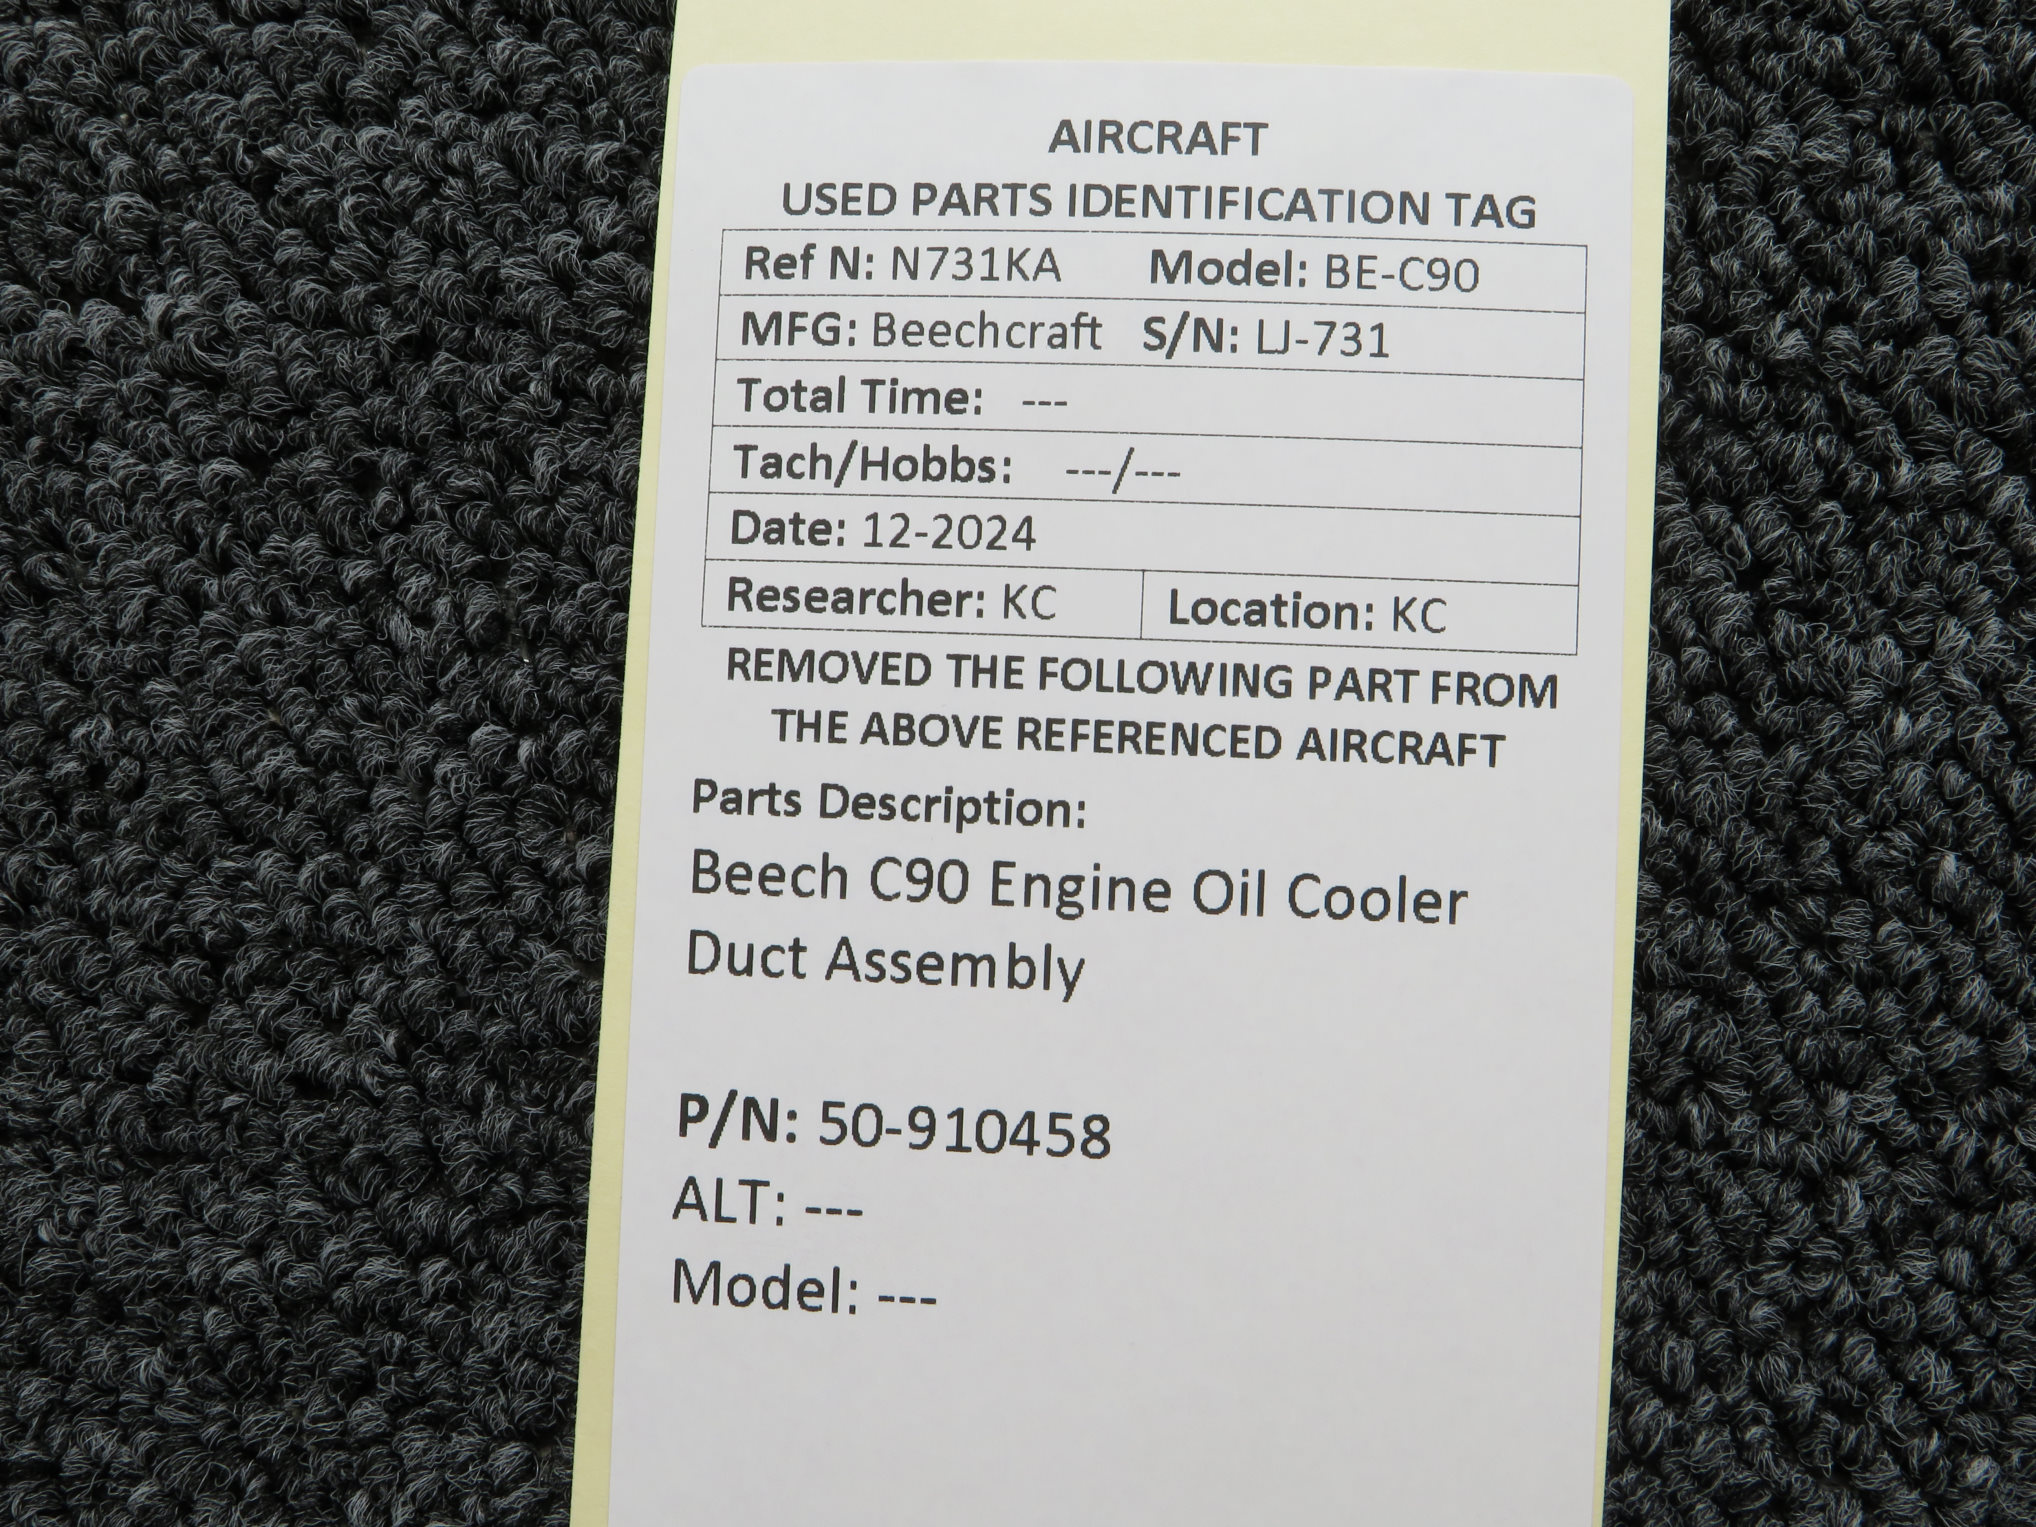 AIRCRAFT
USED PARTS IDENTIFICATION TAG
Ref N: N731KA Model: BE-C90
MFG: Beechcraft S/N: LJ-731
Total Time: ---
Tach/Hobbs: ---/---
Date: 12-2024
Researcher: KC Location: KC
REMOVED THE FOLLOWING PART FROM
THE ABOVE REFERENCED AIRCRAFT
Parts Description:
Beech C90 Engine Oil Cooler
Duct Assembly
P/N: 50-910458
ALT: ---
Model: ---